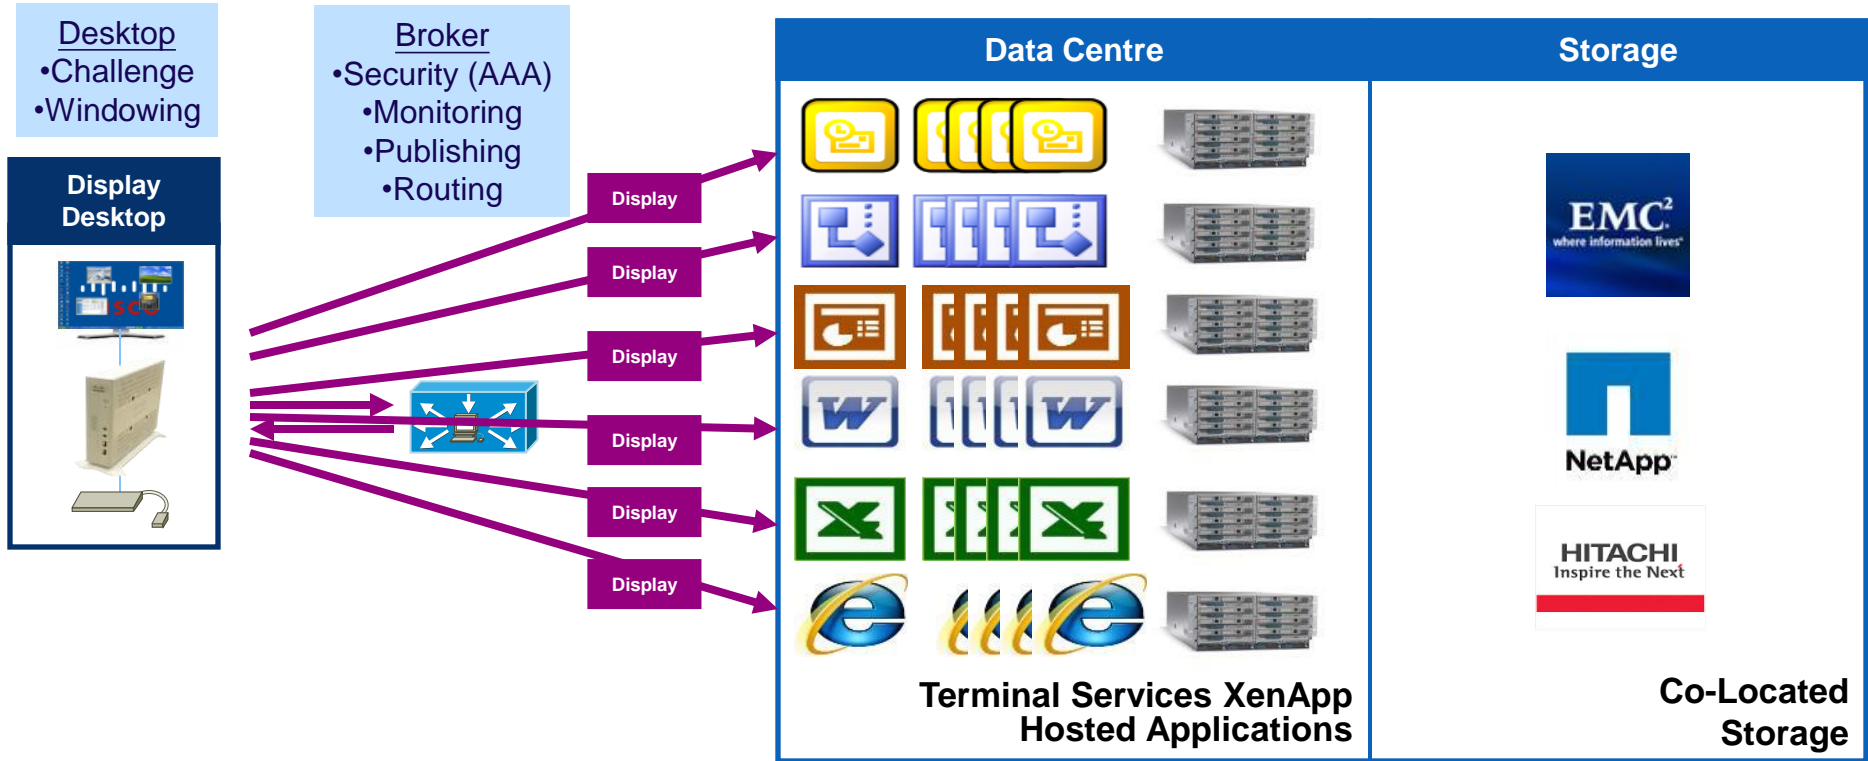 Desktop
•Challenge
•Windowing
Broker
•Security (AAA)
•Monitoring
•Publishing
•Routing
Display
Desktop
Display
Display
Display
Display
Display
Display
Data Centre
Storage
EMC²
where information lives®
NetApp™
HITACHI
Inspire the Next
Terminal Services XenApp
Hosted Applications
Co-Located
Storage